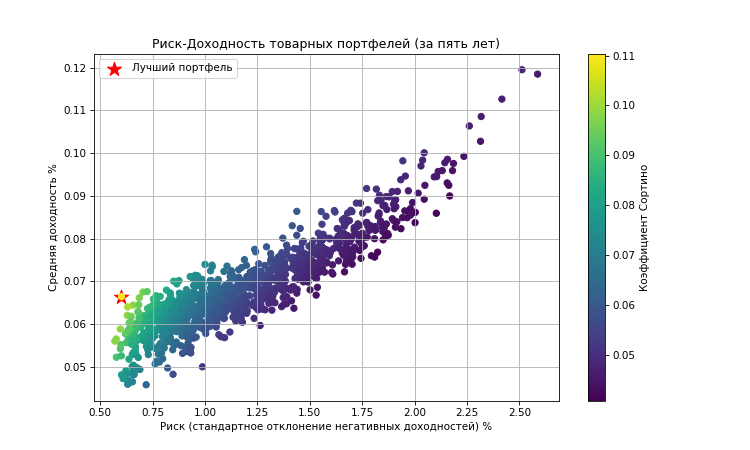 Риск-Доходность товарных портфелей (за пять лет)
Лучший портфель
Средняя доходность %
0.12
0.11
0.10
0.09
0.08
0.07
0.06
0.05
0.50 0.75 1.00 1.25 1.50 1.75 2.00 2.25 2.50
Риск (стандартное отклонение негативных доходностей) %
0.11
0.10
0.09
0.08
0.07
0.06
0.05
Коэффициент Сортино